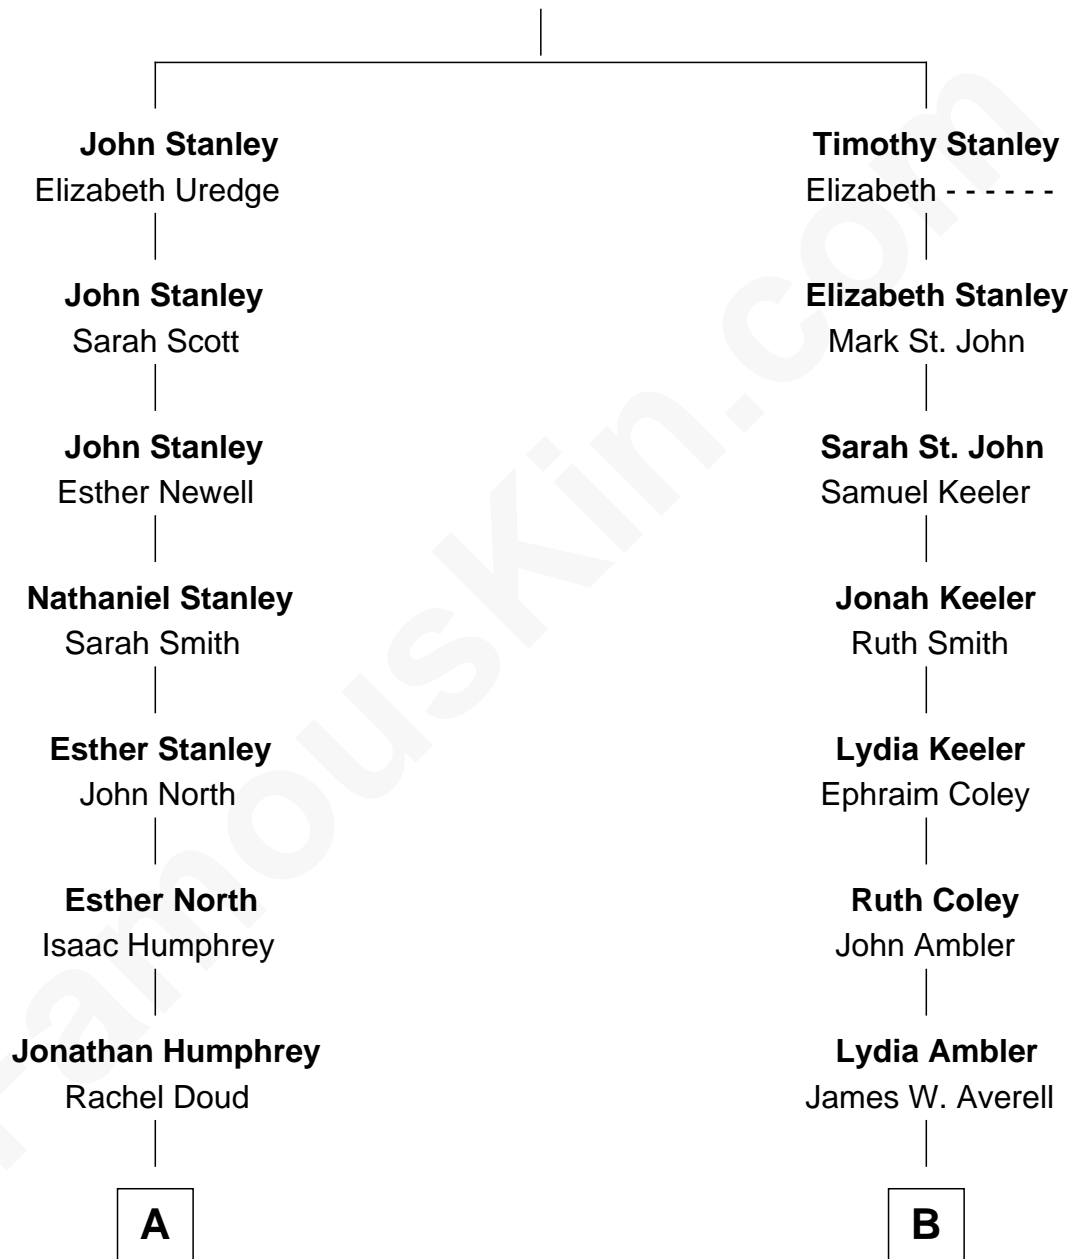 John Stanley
Elizabeth Uredge
John Stanley
Sarah Scott
John Stanley
Esther Newell
Nathaniel Stanley
Sarah Smith
Esther Stanley
John North
Esther North
Isaac Humphrey
Jonathan Humphrey
Rachel Doud
A
Timothy Stanley
Elizabeth - - - - - -
Elizabeth Stanley
Mark St. John
Sarah St. John
Samuel Keeler
Jonah Keeler
Ruth Smith
Lydia Keeler
Ephraim Coley
Ruth Coley
John Ambler
Lydia Ambler
James W. Averell
B
FamousKin.com